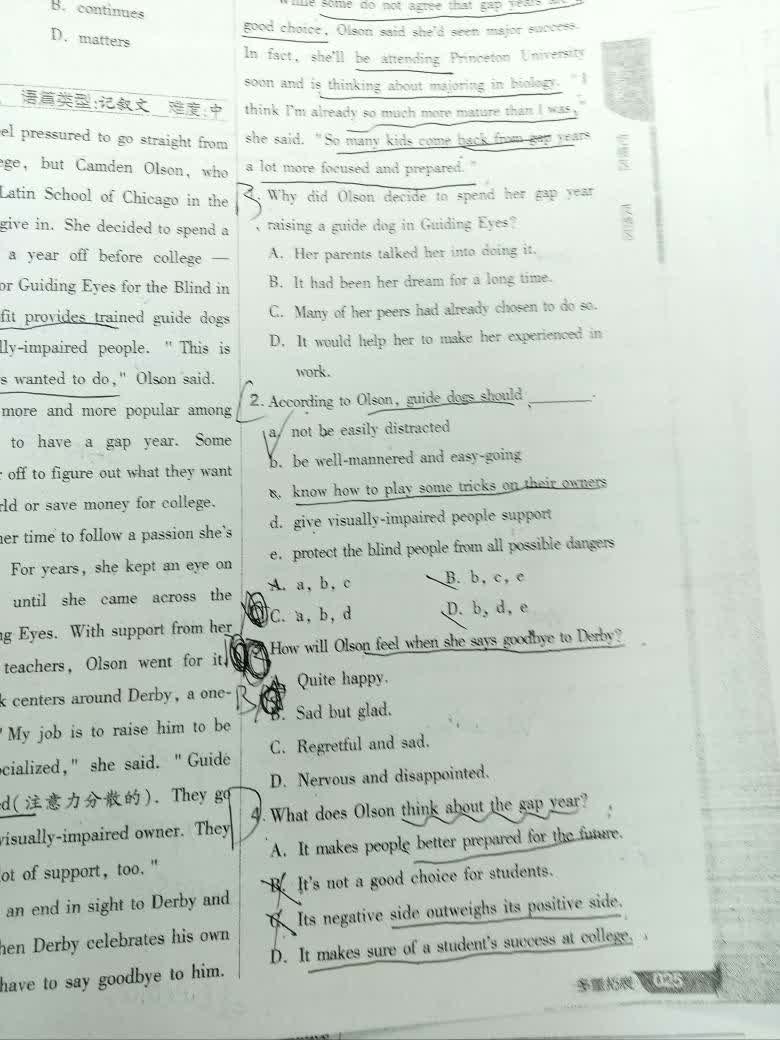 B. continues
D. matters
语篇类型:记叙文 难度:中
el pressured to go straight from
ege, but Camden Olson, who
Latin School of Chicago in the
give in. She decided to spend a
a year off before college —
or Guiding Eyes for the Blind in
fit provides trained guide dogs
lly-impaired people. "This is
s wanted to do," Olson said.
more and more popular among
to have a gap year. Some
off to figure out what they want
rld or save money for college.
er time to follow a passion she's
For years, she kept an eye on
until she came across the
ng Eyes. With support from her
teachers, Olson went for it.
k centers around Derby, a one-
"My job is to raise him to be
ocialized," she said. "Guide
d(注意力分散的). They go
visually-impaired owner. They
ot of support, too."
an end in sight to Derby and
hen Derby celebrates his own
have to say goodbye to him.
some do not agree that gap years
good choice, Olson said she'd seen major success.
In fact, she'll be attending Princeton University
soon and is thinking about majoring in biology. "I
think I'm already so much more mature than I was,"
she said. "So many kids come back from gap years
a lot more focused and prepared."
Why did Olson decide to spend her gap year
raising a guide dog in Guiding Eyes?
A. Her parents talked her into doing it.
B. It had been her dream for a long time.
C. Many of her peers had already chosen to do so.
D. It would help her to make her experienced in
work.
2. According to Olson, guide dogs should ________.
a. not be easily distracted
b. be well-mannered and easy-going
c. know how to play some tricks on their owners
d. give visually-impaired people support
e. protect the blind people from all possible dangers
A. a, b, c B. b, c, e
C. a, b, d D. b, d, e
How will Olson feel when she says goodbye to Derby?
A. Quite happy.
B. Sad but glad.
C. Regretful and sad.
D. Nervous and disappointed.
4. What does Olson think about the gap year?
A. It makes people better prepared for the future.
B. It's not a good choice for students.
C. Its negative side outweighs its positive side.
D. It makes sure of a student's success at college.
多重拓展 025